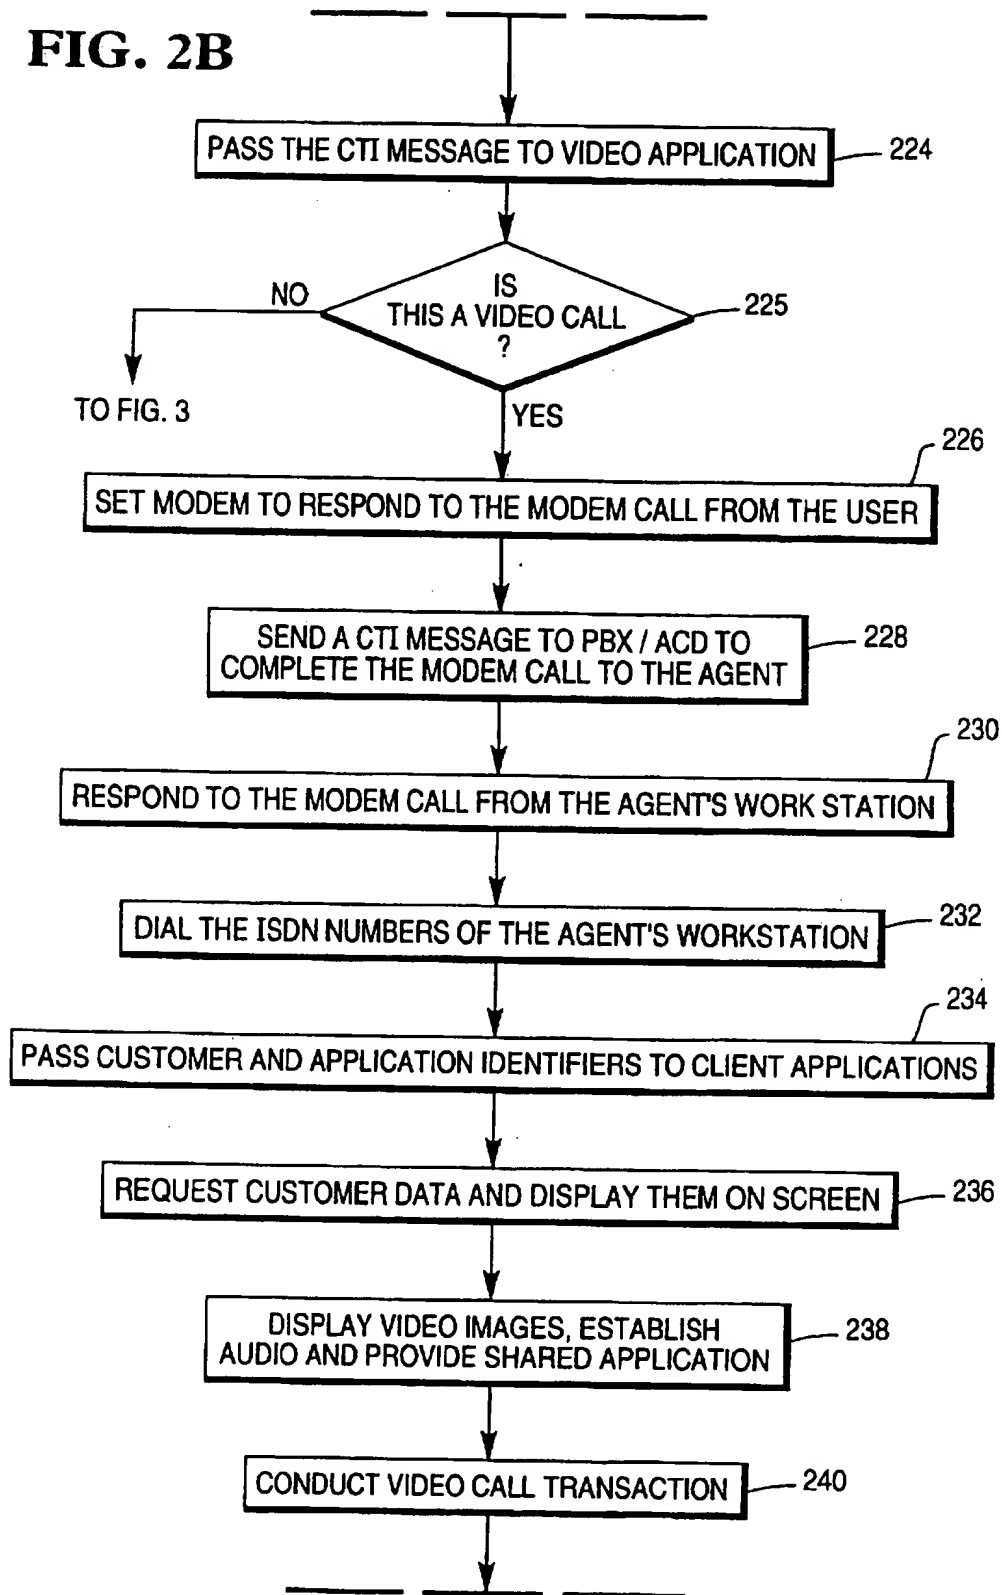 FIG. 2B
PASS THE CTI MESSAGE TO VIDEO APPLICATION
224
IS
THIS A VIDEO CALL
?
225
NO
TO FIG. 3
YES
226
SET MODEM TO RESPOND TO THE MODEM CALL FROM THE USER
SEND A CTI MESSAGE TO PBX / ACD TO
COMPLETE THE MODEM CALL TO THE AGENT
228
230
RESPOND TO THE MODEM CALL FROM THE AGENT'S WORK STATION
DIAL THE ISDN NUMBERS OF THE AGENT'S WORKSTATION
232
234
PASS CUSTOMER AND APPLICATION IDENTIFIERS TO CLIENT APPLICATIONS
REQUEST CUSTOMER DATA AND DISPLAY THEM ON SCREEN
236
DISPLAY VIDEO IMAGES, ESTABLISH
AUDIO AND PROVIDE SHARED APPLICATION
238
CONDUCT VIDEO CALL TRANSACTION
240